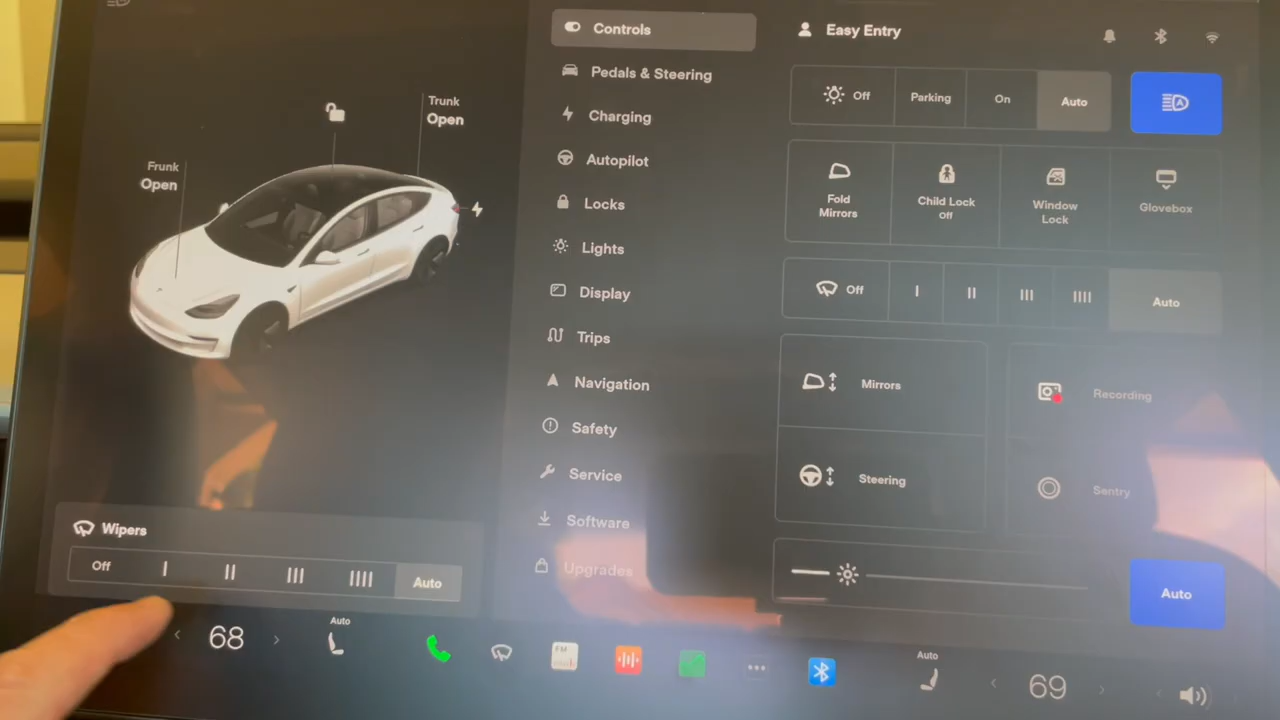 Controls
Pedals & Steering
Charging
Autopilot
Locks
Lights
Display
Trips
Navigation
Safety
Service
Software
Upgrades
Easy Entry
Off Parking On Auto
Fold
Mirrors
Child Lock
Off
Window
Lock
Glovebox
Off I II III IIII Auto
Mirrors
Recording
Steering
Sentry
Auto
Trunk
Open
Frunk
Open
Wipers
Off I II III IIII Auto
68
Auto
FM
Auto
69